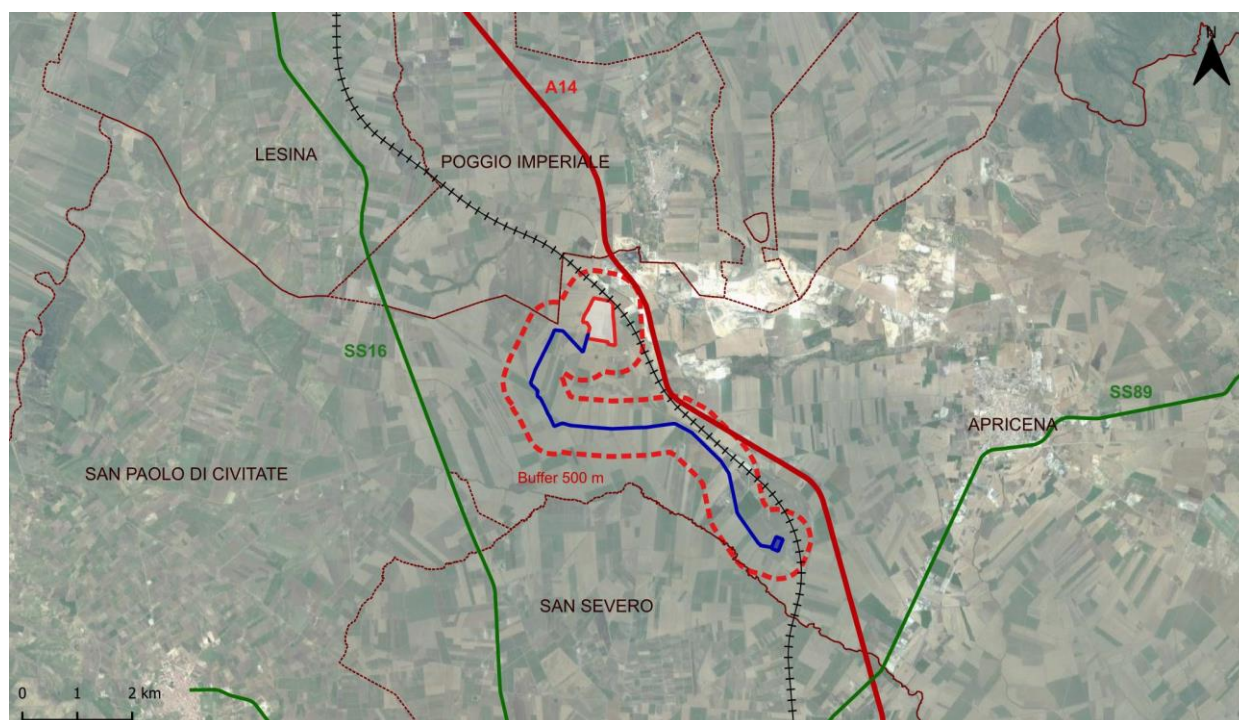 N
A14
LESINA
POGGIO IMPERIALE
SS16
SS89
APRICENA
SAN PAOLO DI CIVITATE
Buffer 500 m
SAN SEVERO
0 1 2 km